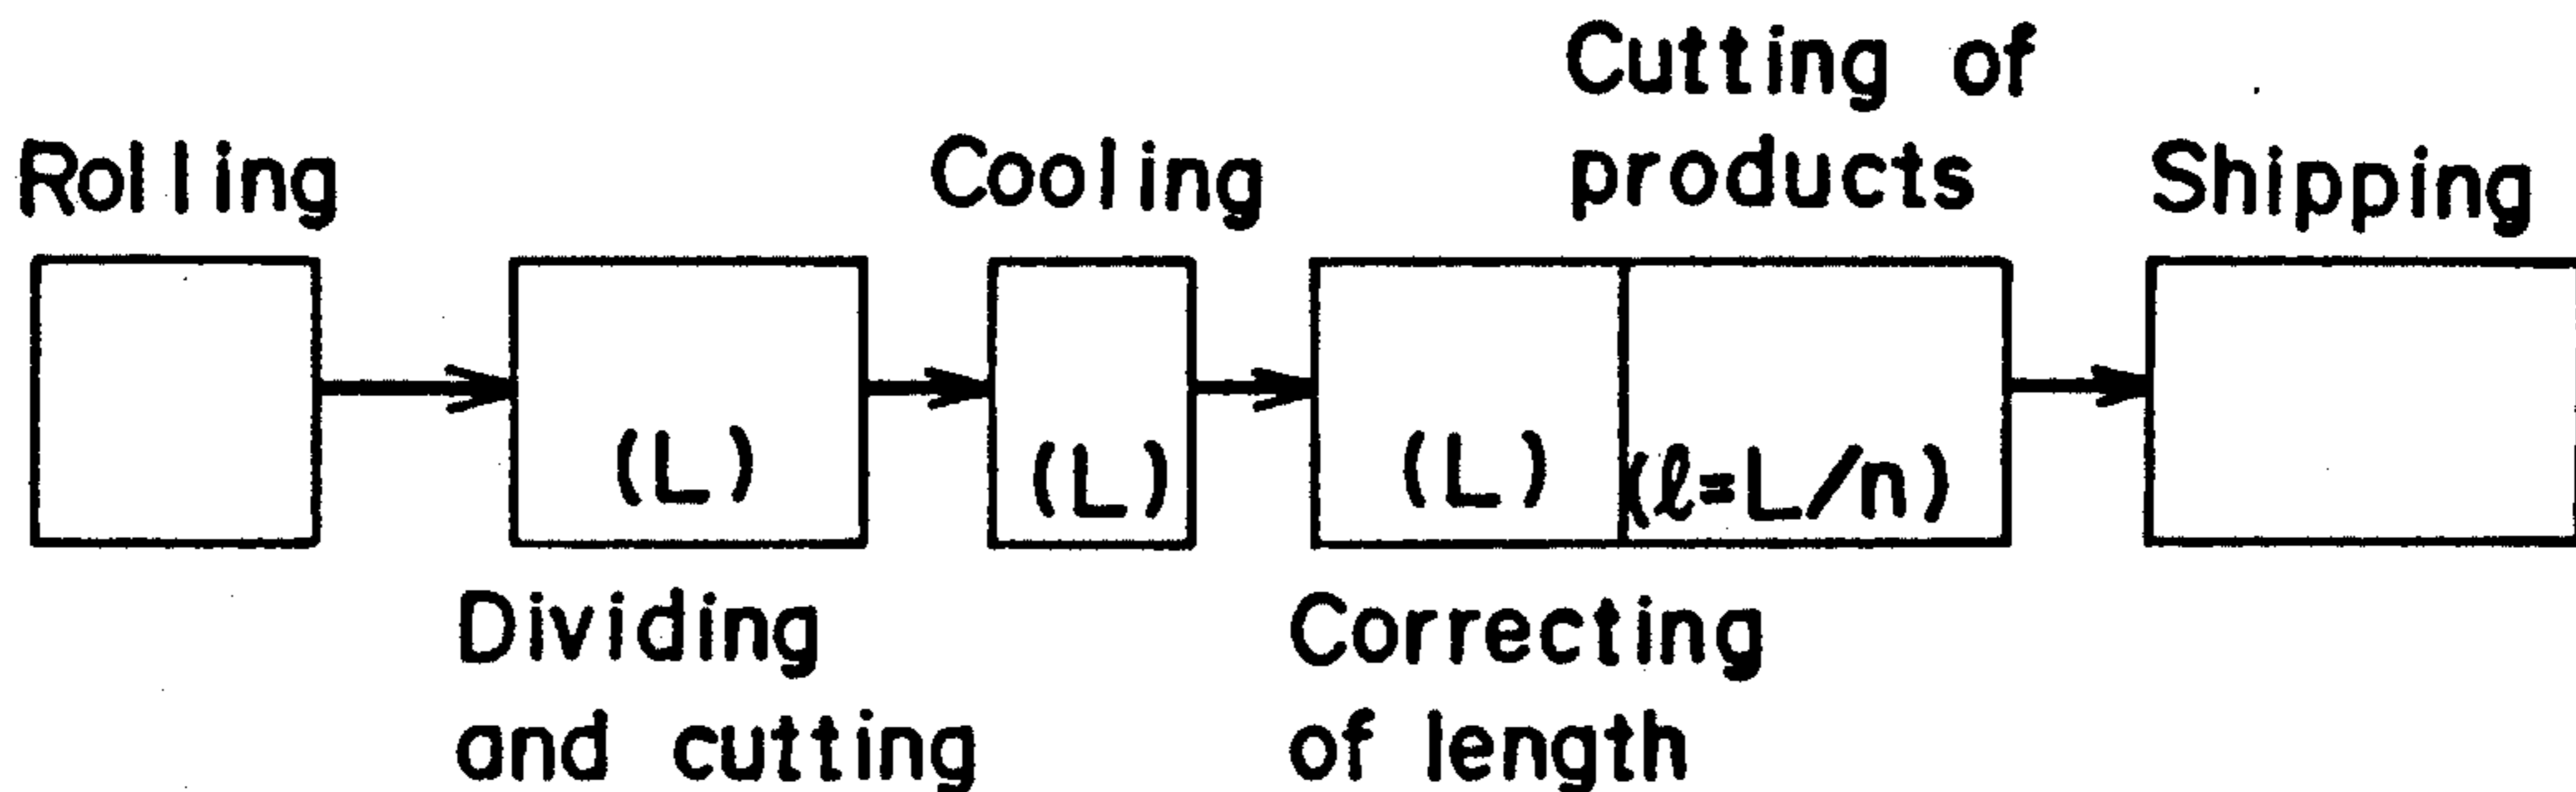 Rolling
Cooling
Cutting of
products
Shipping
(L)
(L)
(L)
(ℓ=L/n)
Dividing
and cutting
Correcting
of length